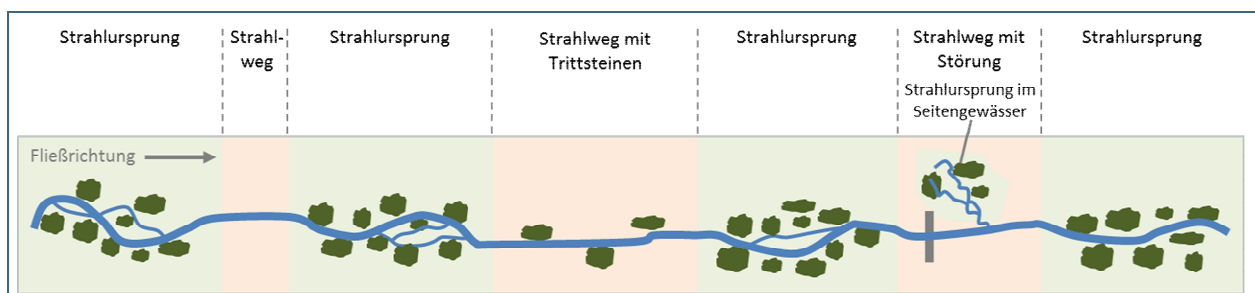 Strahlursprung
Strahl-
weg
Strahlursprung
Strahlweg mit
Trittsteinen
Strahlursprung
Strahlweg mit
Störung
Strahlursprung
Strahlursprung im
Seitengewässer
Fließrichtung